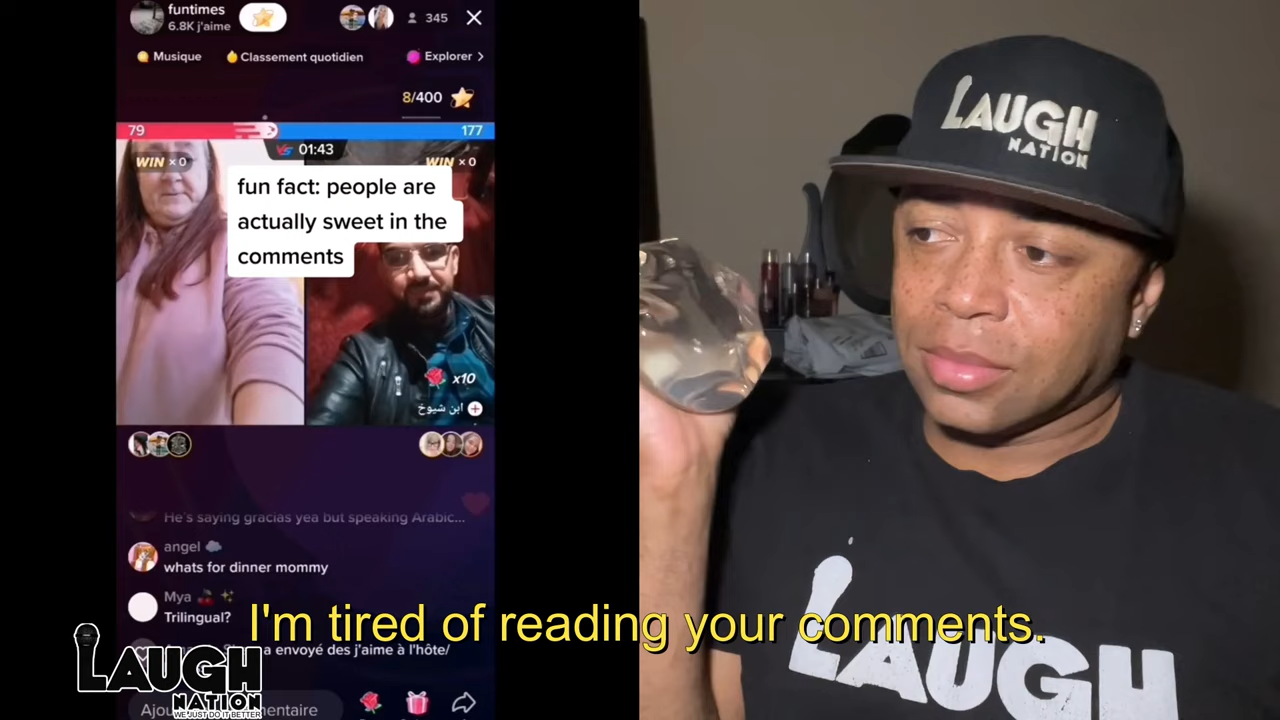 funtimes
6.8K j'aime
345
Musique
Classement quotidien
Explorer
8/400
79
177
VS 01:43
WIN x0
WIN x0
fun fact: people are
actually sweet in the
comments
x10
ابن شيوخ
He's saying gracias yea but speaking Arabic...
angel
whats for dinner mommy
Mya
Trilingual?
a envoyé des j'aime à l'hôte/
I'm tired of reading your comments.
LAUGH
NATION
WE JUST DO IT BETTER
LAUGH
NATION
LAUGH